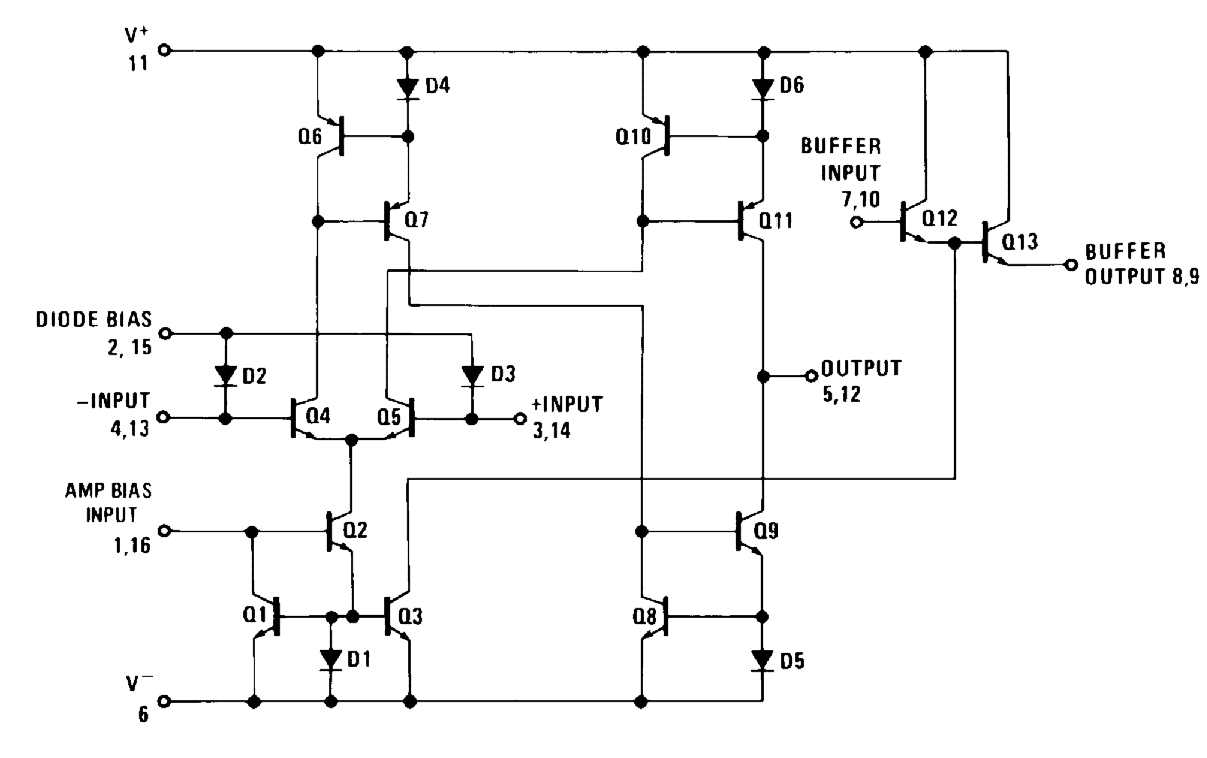 V+
11
D4
D6
Q6
Q10
BUFFER
INPUT
7,10
Q7
Q11
Q12
Q13
BUFFER
OUTPUT 8,9
DIODE BIAS
2, 15
D2
D3
OUTPUT
5,12
–INPUT
4,13
Q4
Q5
+INPUT
3,14
AMP BIAS
INPUT
1,16
Q2
Q9
Q1
Q3
Q8
D1
D5
V–
6